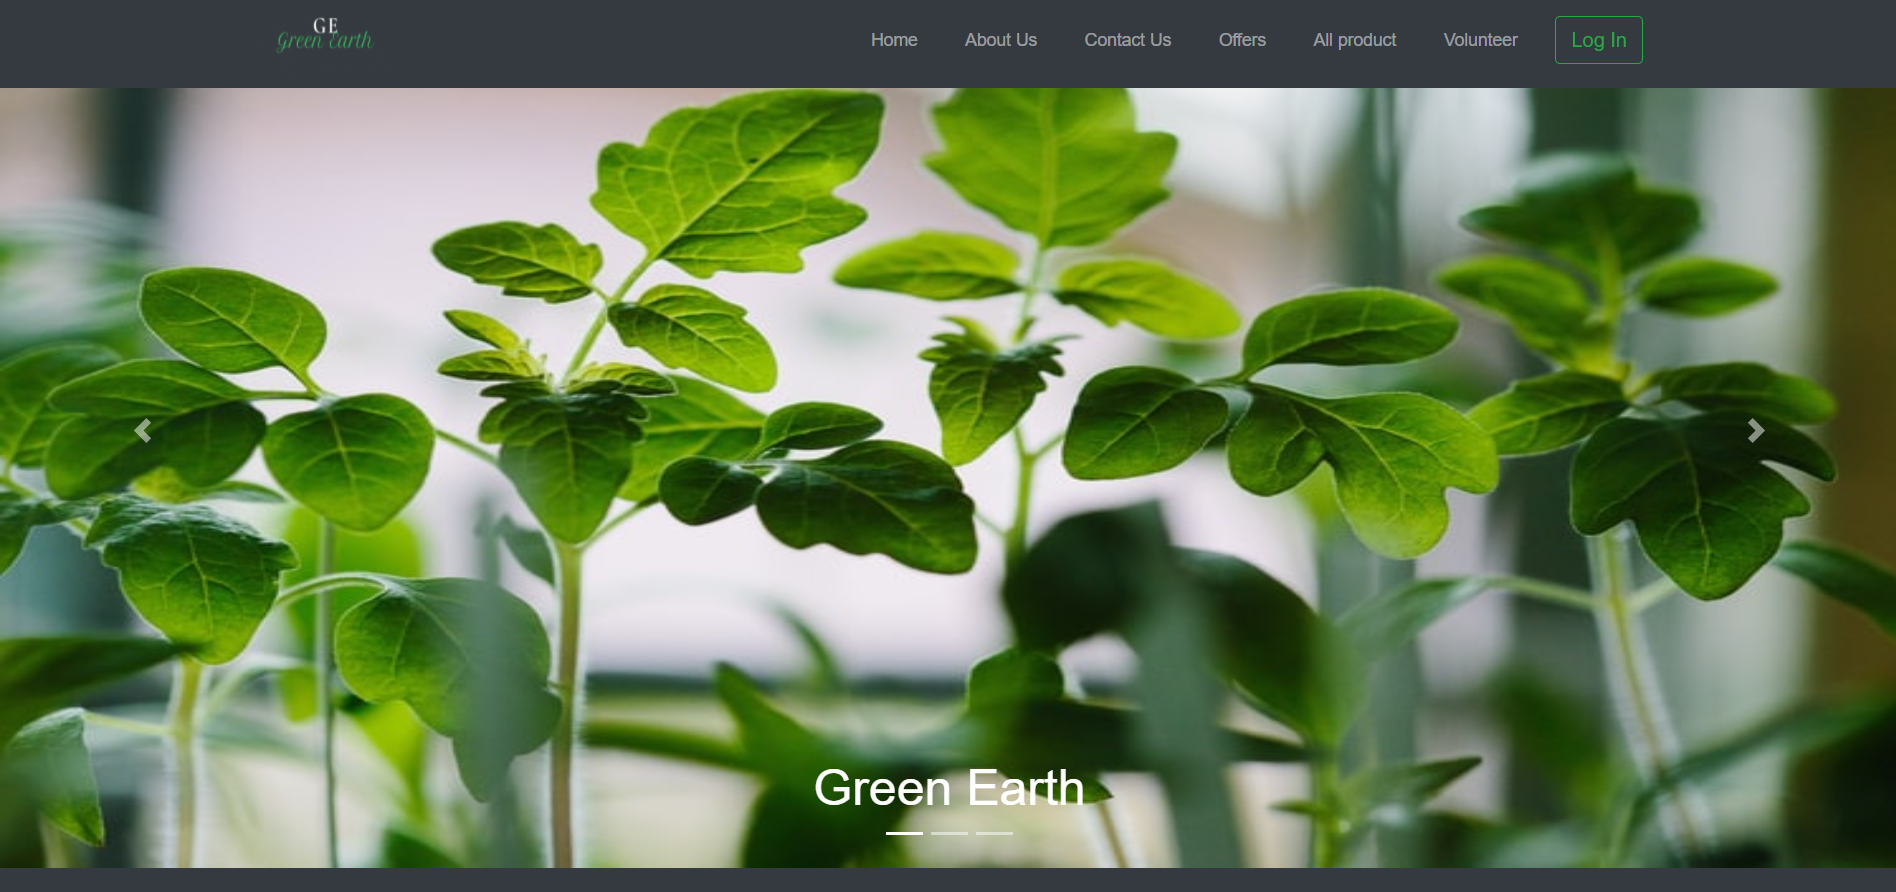 GE
Green Earth
Home
About Us
Contact Us
Offers
All product
Volunteer
Log In
Green Earth